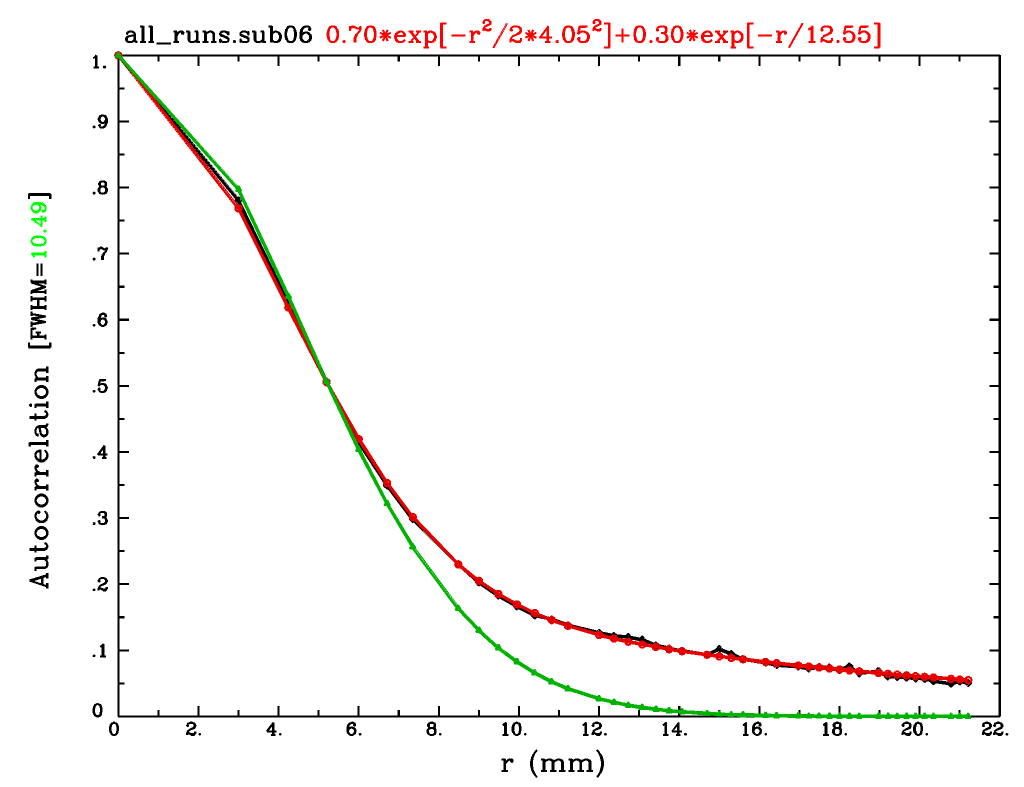 all_runs.sub06 0.70*exp[-r²/2*4.05²]+0.30*exp[-r/12.55]
Autocorrelation [FWHM=10.49]
1.
.9
.8
.7
.6
.5
.4
.3
.2
.1
0
0 2. 4. 6. 8. 10. 12. 14. 16. 18. 20. 22.
r (mm)